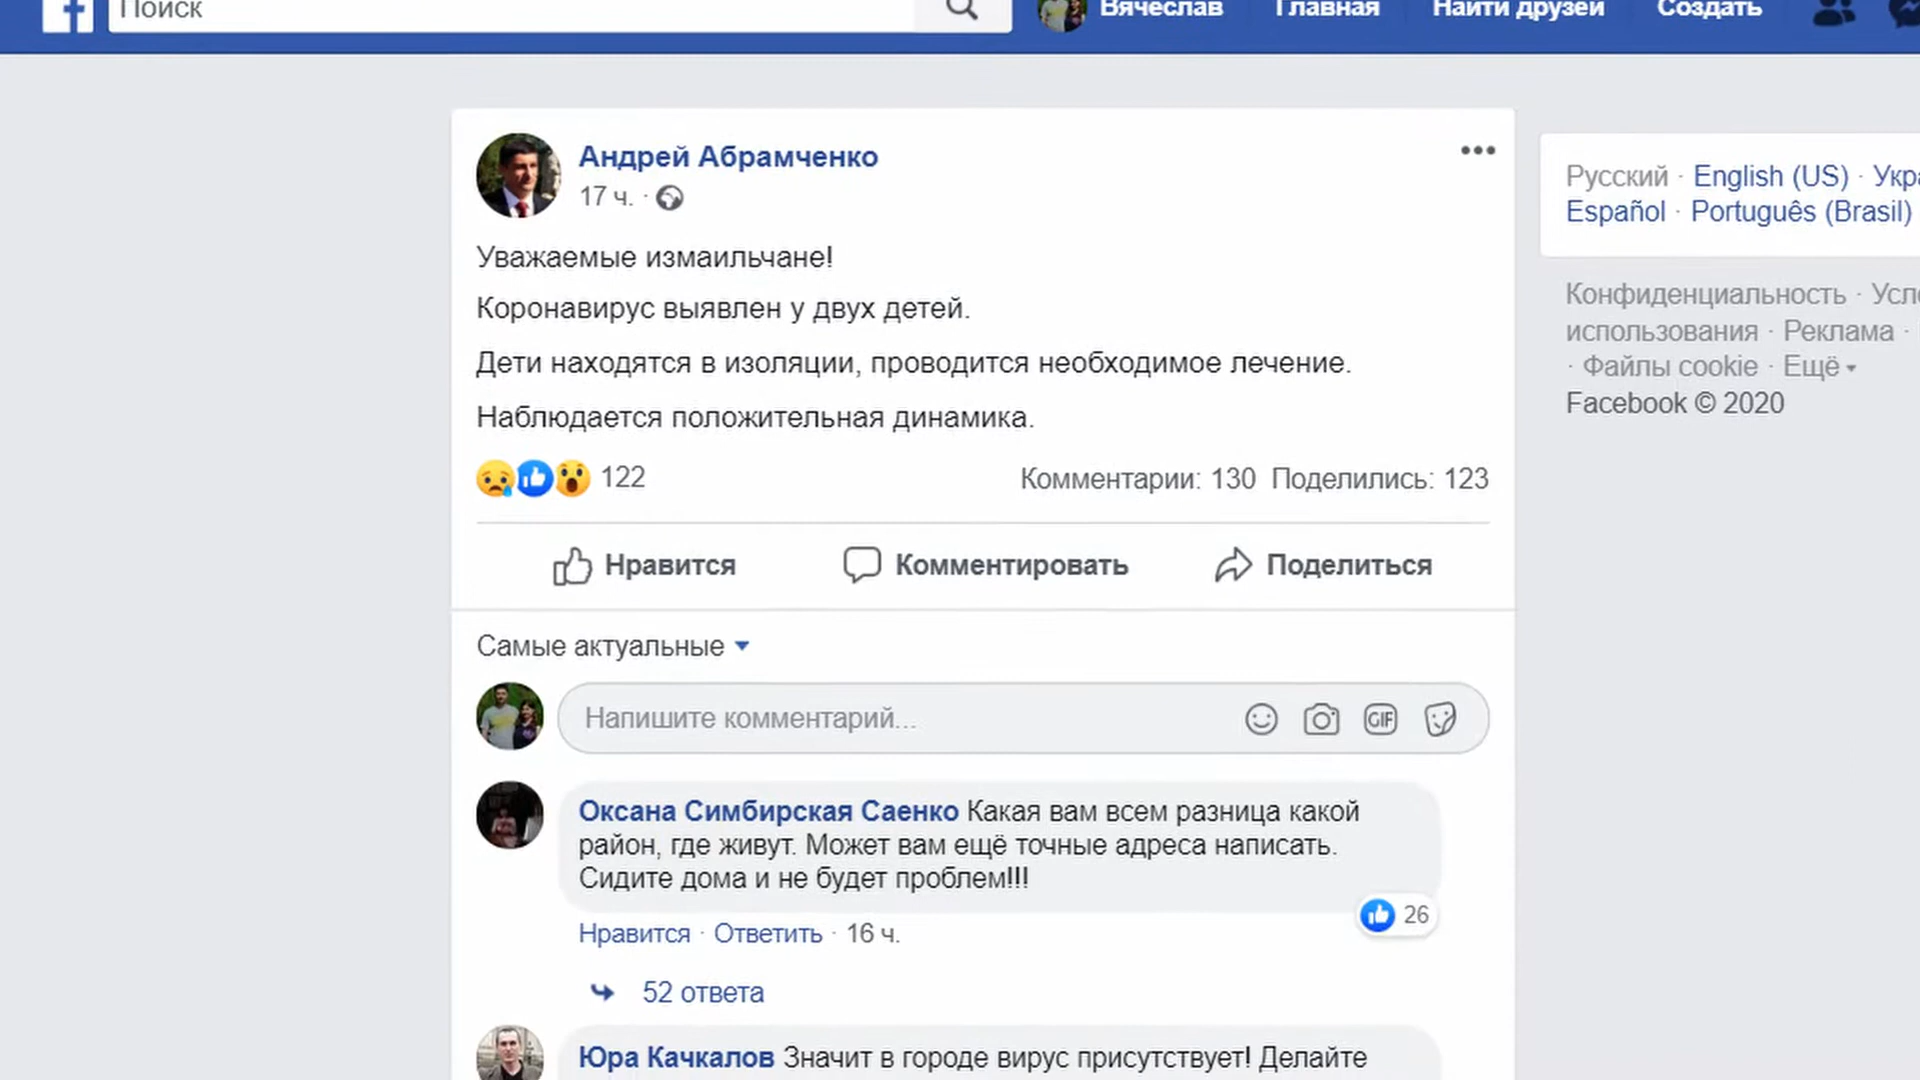 Поиск
Вячеслав Главная Найти друзей Создать
Андрей Абрамченко
17 ч. ·
Уважаемые измаильчане!
Коронавирус выявлен у двух детей.
Дети находятся в изоляции, проводится необходимое лечение.
Наблюдается положительная динамика.
122 Комментарии: 130 Поделились: 123
Нравится Комментировать Поделиться
Самые актуальные
Напишите комментарий...
GIF
Оксана Симбирская Саенко Какая вам всем разница какой
район, где живут. Может вам ещё точные адреса написать.
Сидите дома и не будет проблем!!!
26
Нравится · Ответить · 16 ч.
52 ответа
Юра Качкалов Значит в городе вирус присутствует! Делайте
Русский · English (US) · Укра
Español · Português (Brasil)
Конфиденциальность · Усло
использования · Реклама ·
· Файлы cookie · Ещё
Facebook © 2020